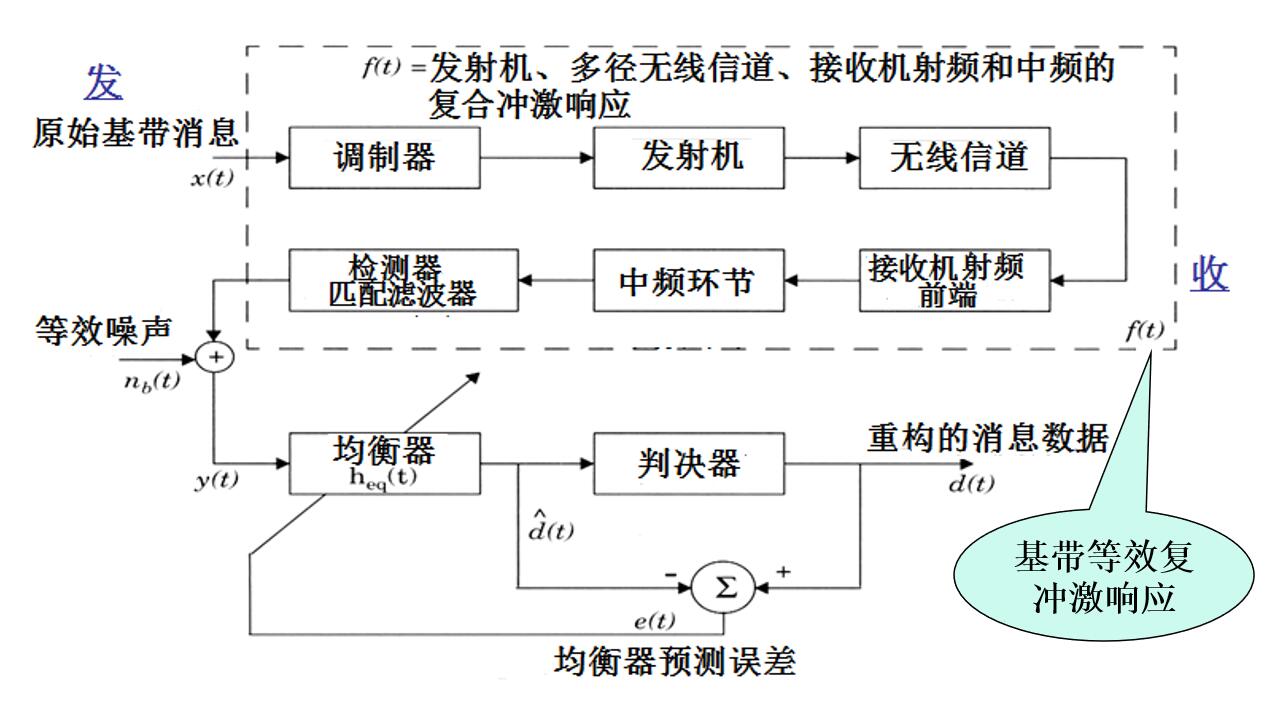 f(t) =发射机、多径无线信道、接收机射频和中频的
复合冲激响应
发
原始基带消息
x(t)
调制器
发射机
无线信道
检测器
匹配滤波器
中频环节
接收机射频
前端
收
f(t)
等效噪声
n_b(t)
+
y(t)
均衡器
h_eq(t)
判决器
重构的消息数据
d(t)
d̂(t)
基带等效复
冲激响应
-
Σ
+
e(t)
均衡器预测误差